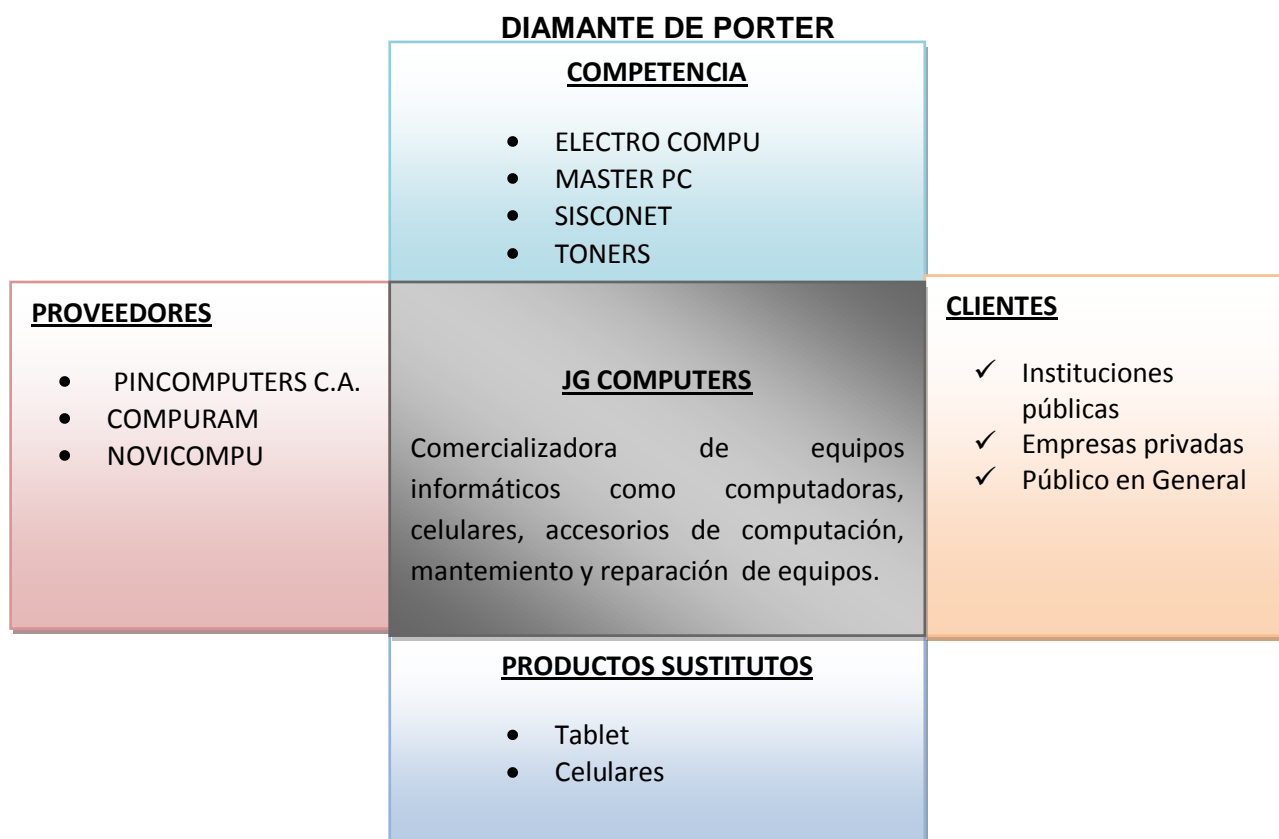 DIAMANTE DE PORTER
COMPETENCIA
• ELECTRO COMPU
• MASTER PC
• SISCONET
• TONERS
PROVEEDORES
• PINCOMPUTERS C.A.
• COMPURAM
• NOVICOMPU
JG COMPUTERS
Comercializadora de equipos
informáticos como computadoras,
celulares, accesorios de computación,
mantemiento y reparación de equipos.
CLIENTES
✓ Instituciones
públicas
✓ Empresas privadas
✓ Público en General
PRODUCTOS SUSTITUTOS
• Tablet
• Celulares